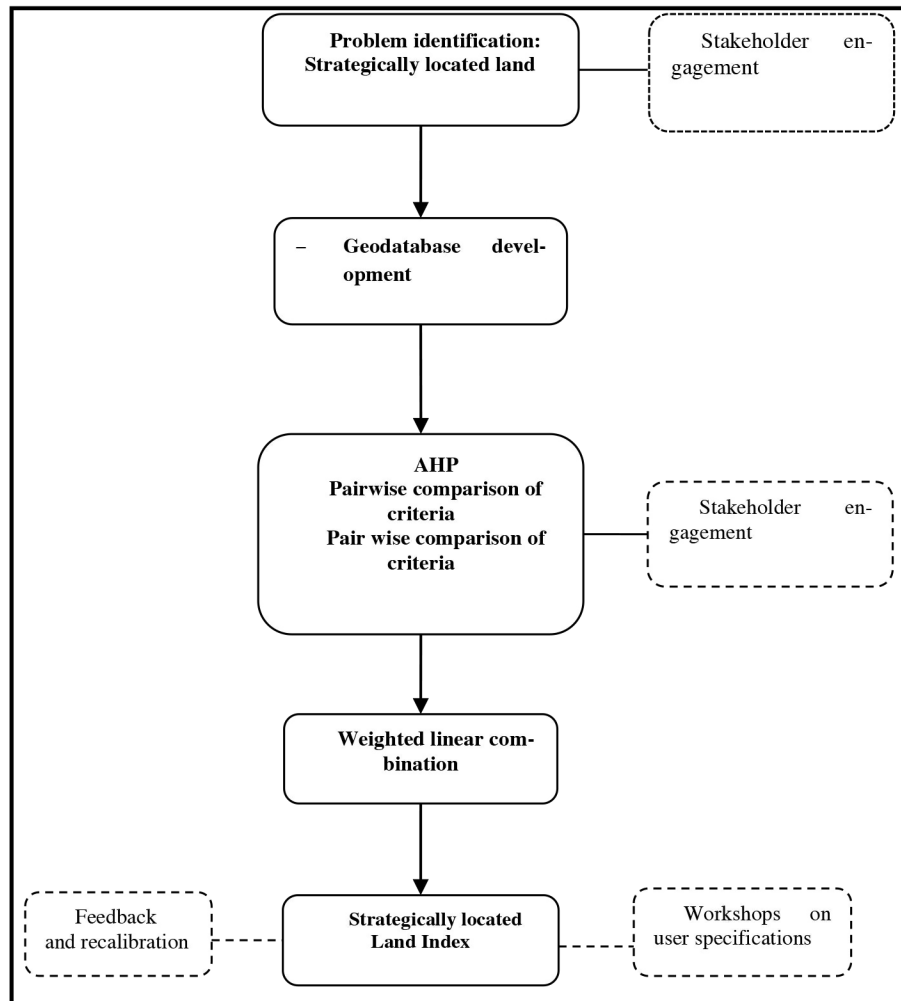 Problem identification:
Strategically located land
Stakeholder en-
gagement
– Geodatabase devel-
opment
AHP
Pairwise comparison of
criteria
Pair wise comparison of
criteria
Stakeholder en-
gagement
Weighted linear com-
bination
Feedback
and recalibration
Strategically located
Land Index
Workshops on
user specifications